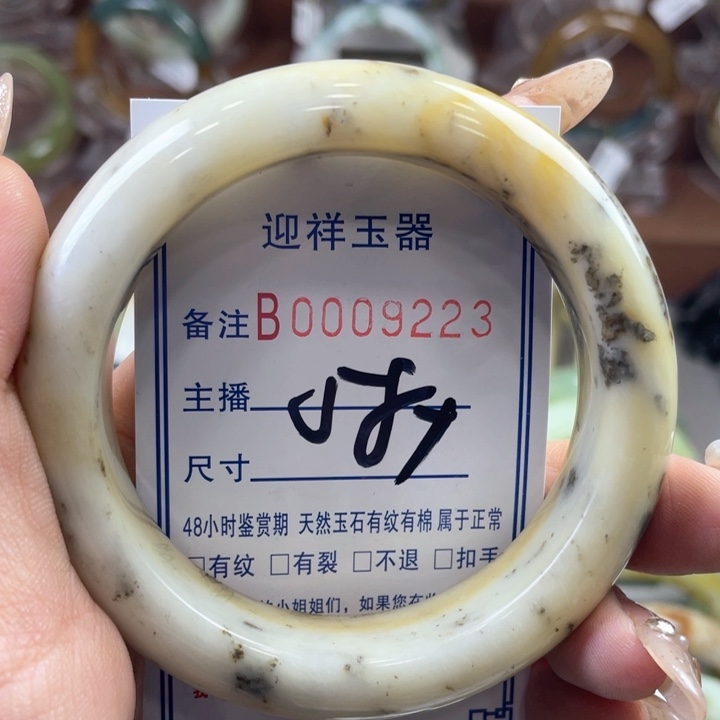 迎祥玉器
备注B0009223
主播
尺寸
48小时鉴赏期 天然玉石有纹有棉 属于正常
□有纹 □有裂 □不退 □扣手
小姐姐们，如果您在
我